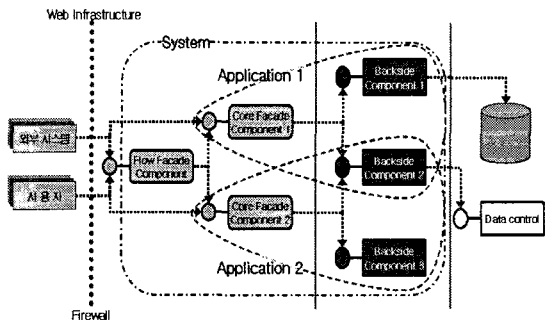 Web Infrastructure
System
Application 1
Backside
Component 1
Core Facade
Component 1
외부 시스템
Flow Facade
Component
Backside
Component 2
사용자
Core Facade
Component 2
Data control
Application 2
Backside
Component 3
Firewall